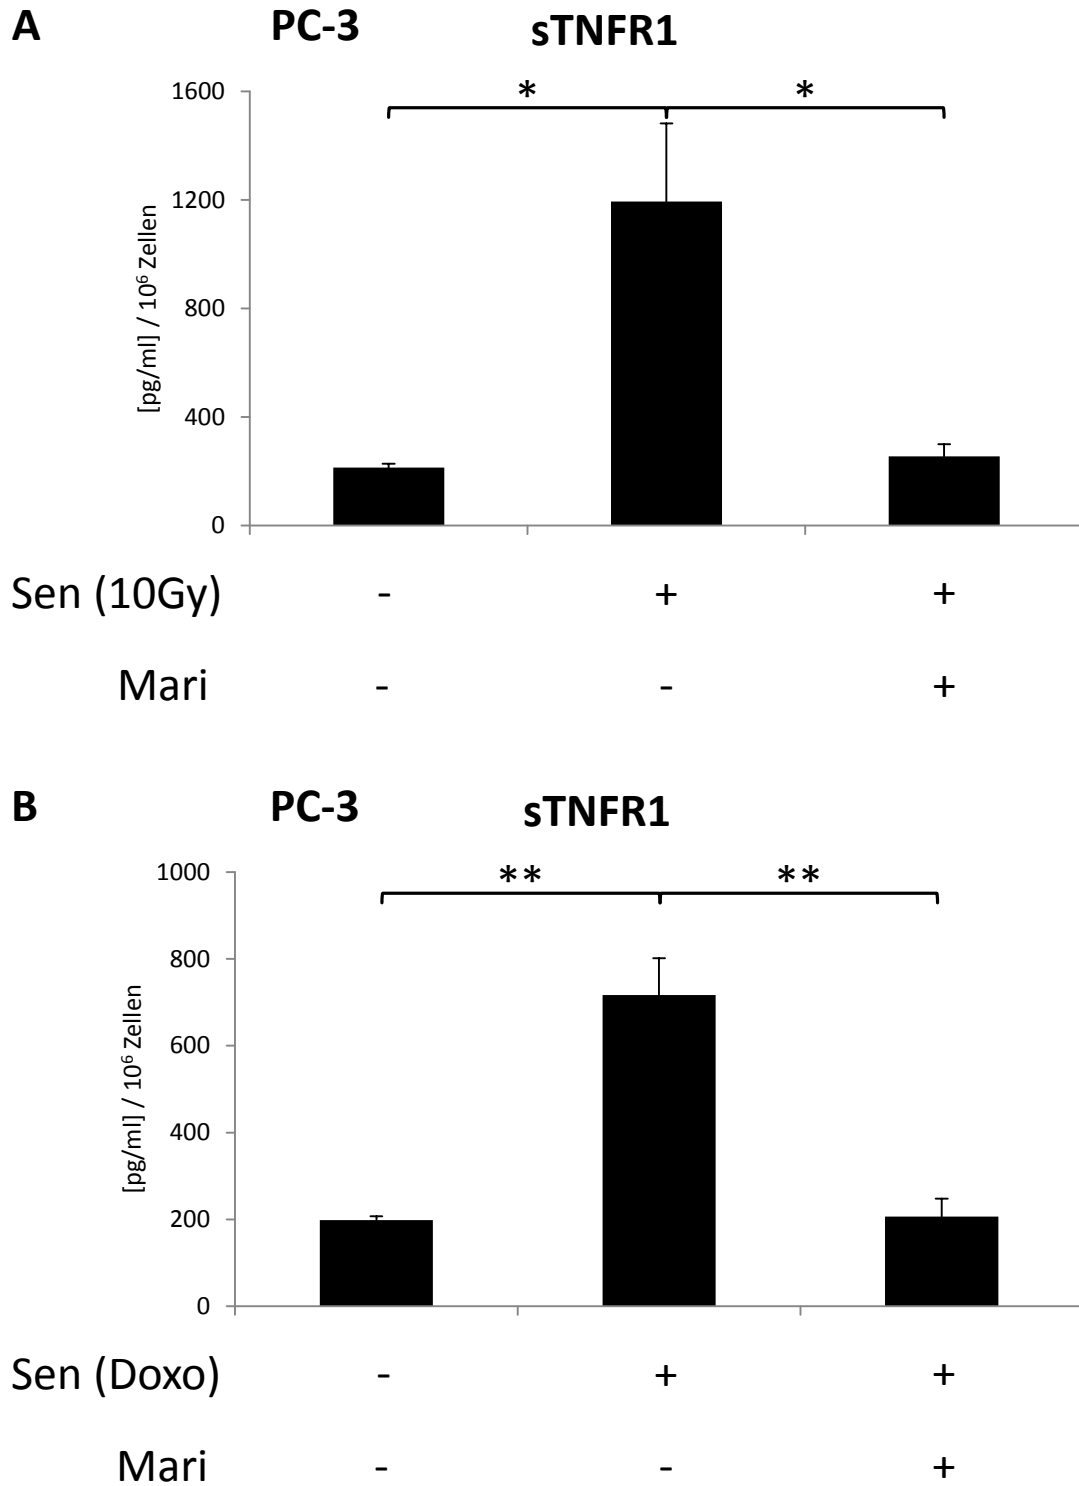 A PC-3 sTNFR1
* *
1600
1200
800
400
0
[pg/ml] / 10⁶ Zellen
Sen (10Gy) - + +
Mari - - +
B PC-3 sTNFR1
** **
1000
800
600
400
200
0
[pg/ml] / 10⁶ Zellen
Sen (Doxo) - + +
Mari - - +